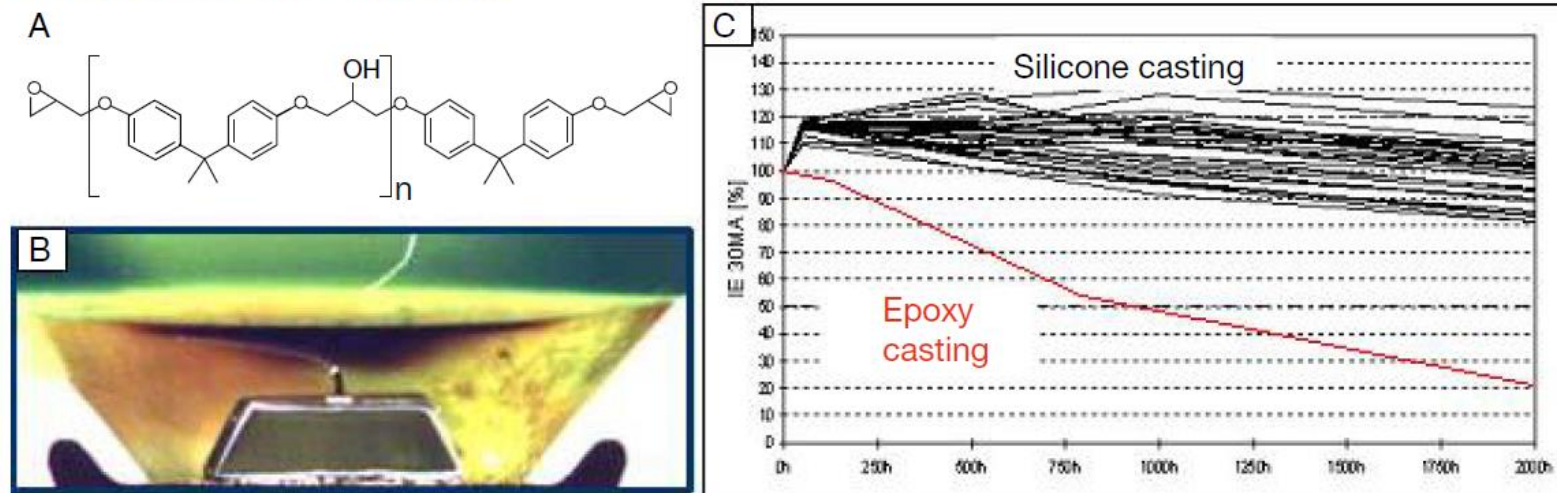 A
O
O
O
OH
O
O
O
n
B
C
Silicone casting
Epoxy
casting
IE 30MA [%]
150
140
130
120
110
100
90
80
70
60
50
40
30
20
10
0
0h
250h
500h
750h
1000h
1250h
1500h
1750h
2000h